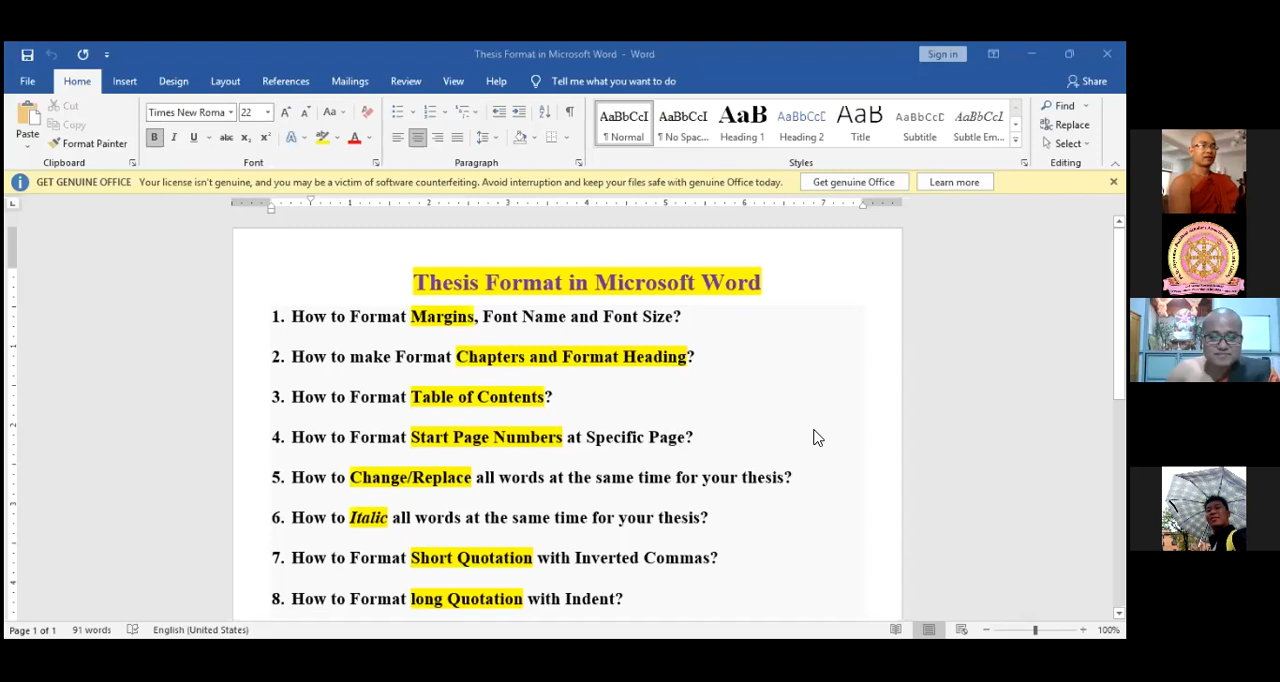 Thesis Format in Microsoft Word - Word
Sign in
File Home Insert Design Layout References Mailings Review View Help Tell me what you want to do Share
Paste
Cut
Copy
Format Painter
Clipboard
Times New Roma 22
Font
Paragraph
AaBbCcI AaBbCcI AaB AaBbCcD AaB AaBbCcD AaBbCcI
¶ Normal ¶ No Spac... Heading 1 Heading 2 Title Subtitle Subtle Em...
Styles
Find
Replace
Select
Editing
GET GENUINE OFFICE Your license isn't genuine, and you may be a victim of software counterfeiting. Avoid interruption and keep your files safe with genuine Office today. Get genuine Office Learn more
1 2 3 4 5 6 7
Thesis Format in Microsoft Word
1. How to Format Margins, Font Name and Font Size?
2. How to make Format Chapters and Format Heading?
3. How to Format Table of Contents?
4. How to Format Start Page Numbers at Specific Page?
5. How to Change/Replace all words at the same time for your thesis?
6. How to Italic all words at the same time for your thesis?
7. How to Format Short Quotation with Inverted Commas?
8. How to Format long Quotation with Indent?
Page 1 of 1 91 words English (United States) 100%